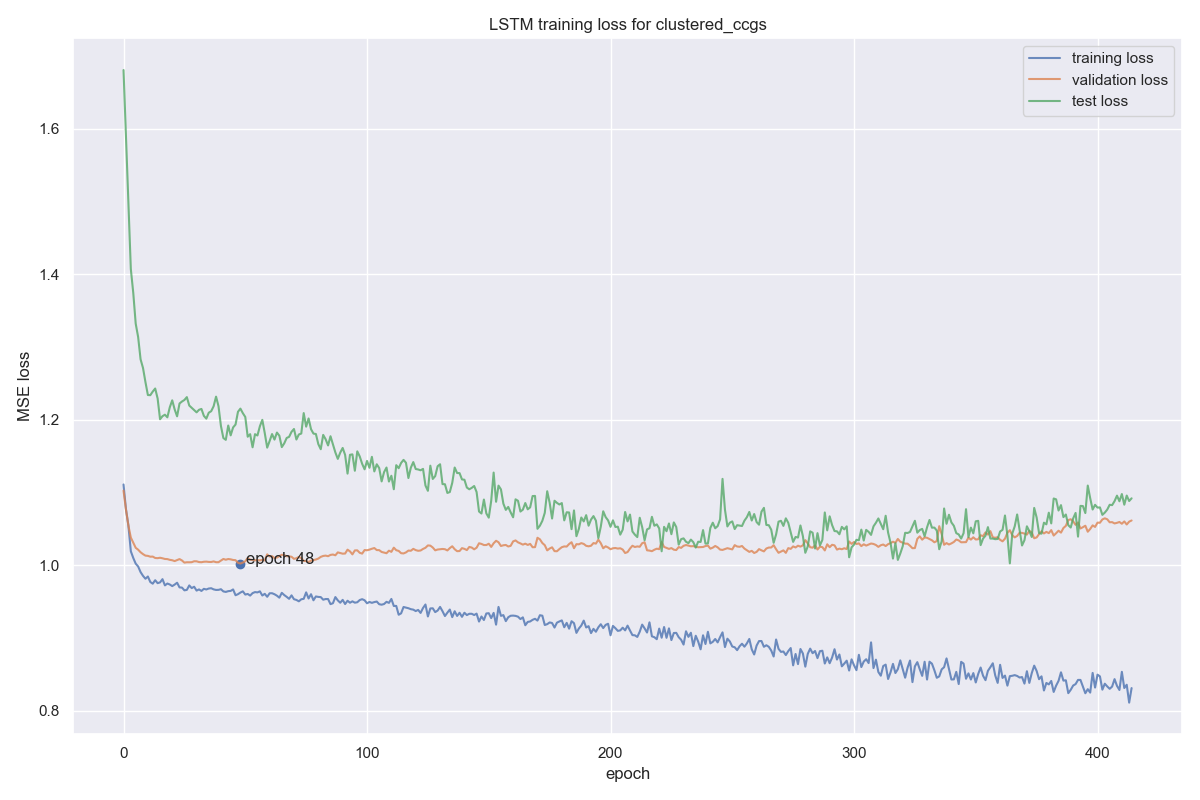 LSTM training loss for clustered_ccgs
training loss
validation loss
test loss
1.6
1.4
1.2
1.0
0.8
MSE loss
epoch 48
0
100
200
300
400
epoch